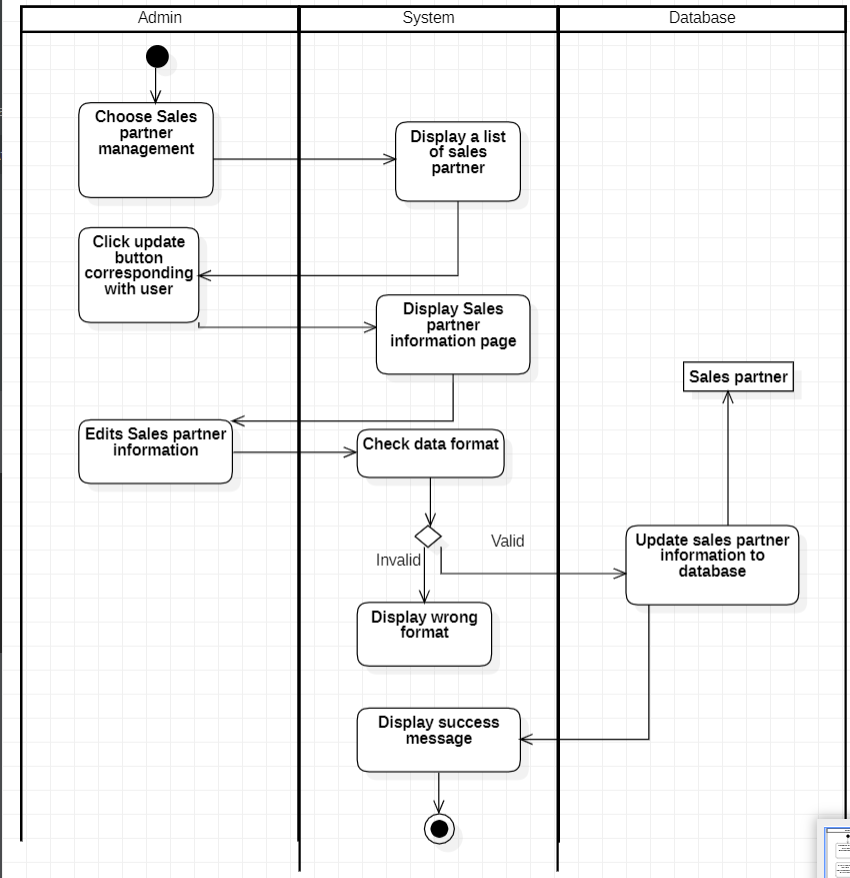 Admin
System
Database
Choose Sales
partner
management
Display a list
of sales
partner
Click update
button
corresponding
with user
Display Sales
partner
information page
Sales partner
Edits Sales partner
information
Check data format
Valid
Invalid
Update sales partner
information to
database
Display wrong
format
Display success
message